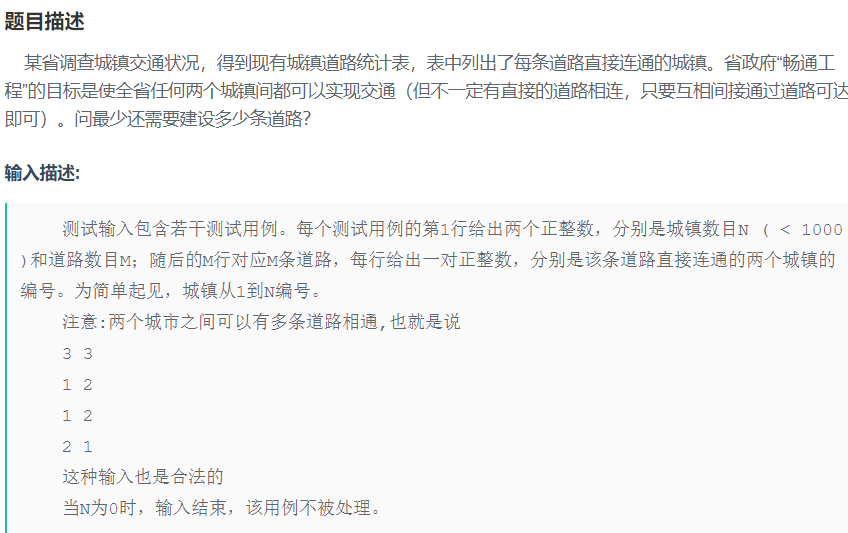 题目描述
某省调查城镇交通状况，得到现有城镇道路统计表，表中列出了每条道路直接连通的城镇。省政府“畅通工
程”的目标是使全省任何两个城镇间都可以实现交通（但不一定有直接的道路相连，只要互相间接通过道路可达
即可）。问最少还需要建设多少条道路？
输入描述:
测试输入包含若干测试用例。每个测试用例的第1行给出两个正整数，分别是城镇数目N ( < 1000
)和道路数目M；随后的M行对应M条道路，每行给出一对正整数，分别是该条道路直接连通的两个城镇的
编号。为简单起见，城镇从1到N编号。
注意:两个城市之间可以有多条道路相通,也就是说
3 3
1 2
1 2
2 1
这种输入也是合法的
当N为0时，输入结束，该用例不被处理。